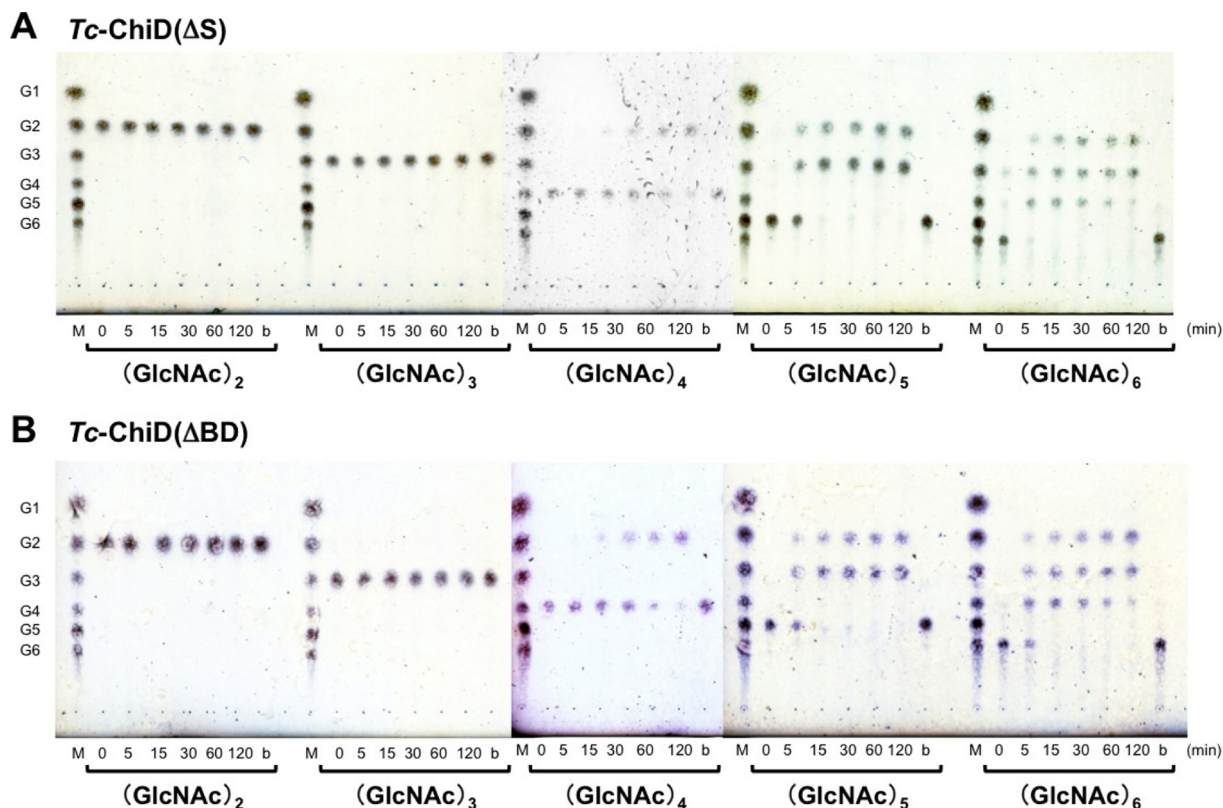 A Tc-ChiD(ΔS)
G1
G2
G3
G4
G5
G6
M 0 5 15 30 60 120 b M 0 5 15 30 60 120 b M 0 5 15 30 60 120 b M 0 5 15 30 60 120 b M 0 5 15 30 60 120 b (min)
(GlcNAc)2 (GlcNAc)3 (GlcNAc)4 (GlcNAc)5 (GlcNAc)6
B Tc-ChiD(ΔBD)
G1
G2
G3
G4
G5
G6
M 0 5 15 30 60 120 b M 0 5 15 30 60 120 b M 0 5 15 30 60 120 b M 0 5 15 30 60 120 b M 0 5 15 30 60 120 b (min)
(GlcNAc)2 (GlcNAc)3 (GlcNAc)4 (GlcNAc)5 (GlcNAc)6